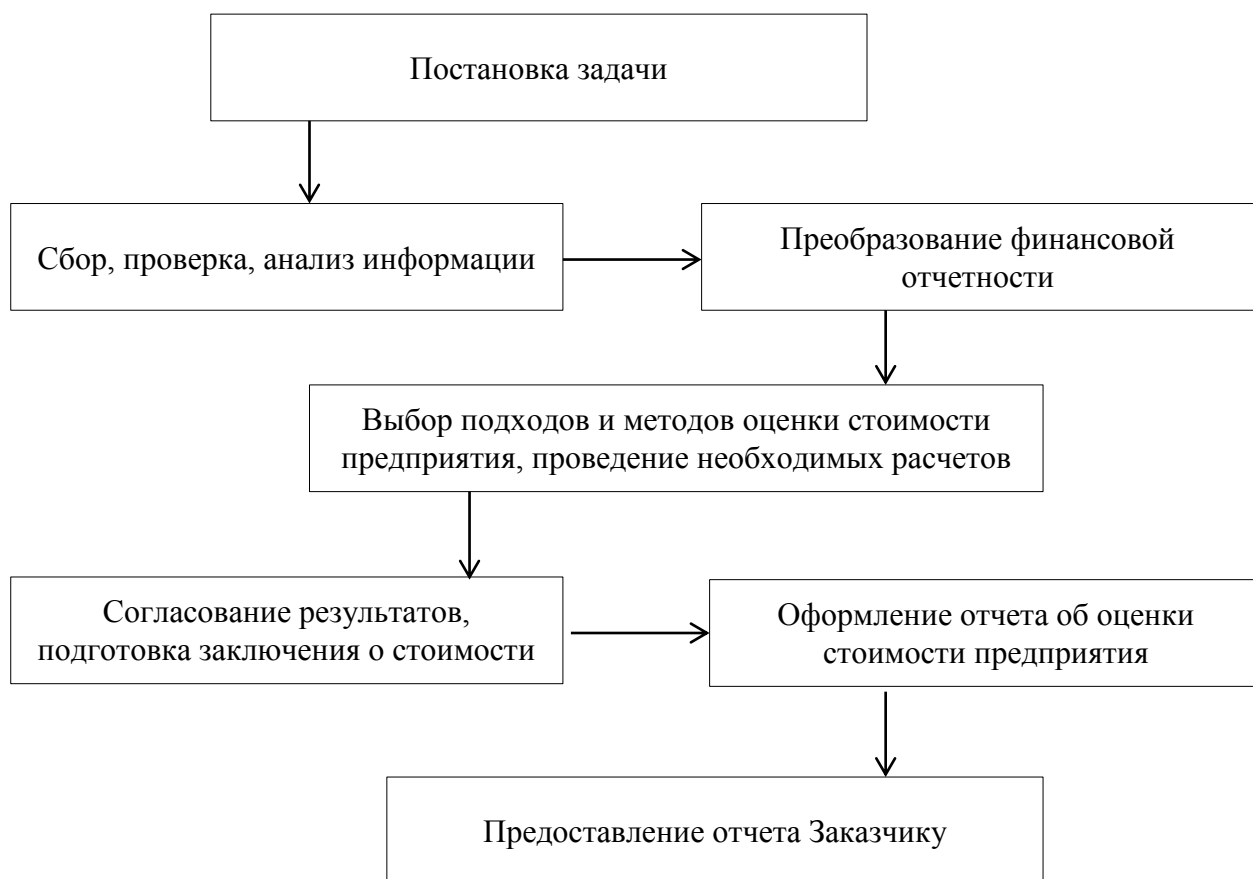 Постановка задачи
Сбор, проверка, анализ информации
Преобразование финансовой
отчетности
Выбор подходов и методов оценки стоимости
предприятия, проведение необходимых расчетов
Согласование результатов,
подготовка заключения о стоимости
Оформление отчета об оценки
стоимости предприятия
Предоставление отчета Заказчику